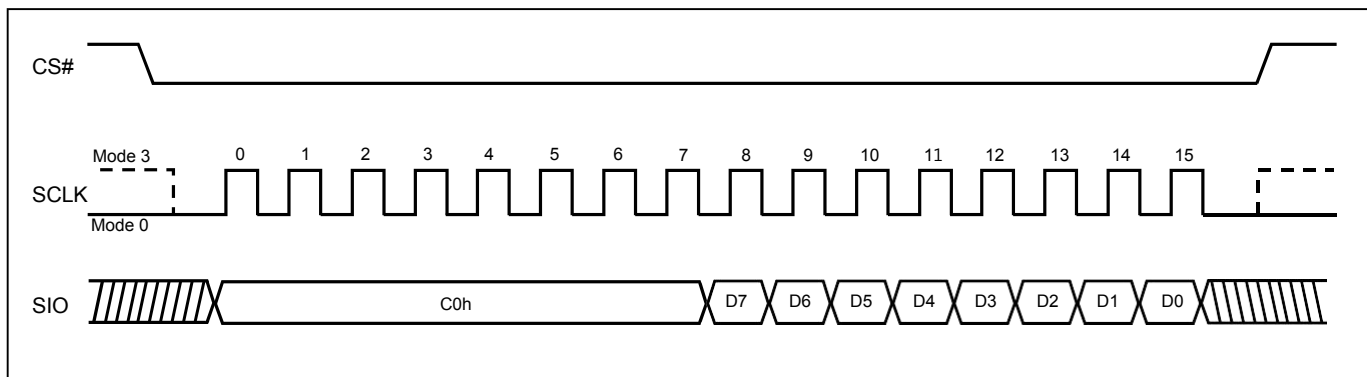 CS#
Mode 3
0 1 2 3 4 5 6 7 8 9 10 11 12 13 14 15
SCLK
Mode 0
SIO
C0h D7 D6 D5 D4 D3 D2 D1 D0